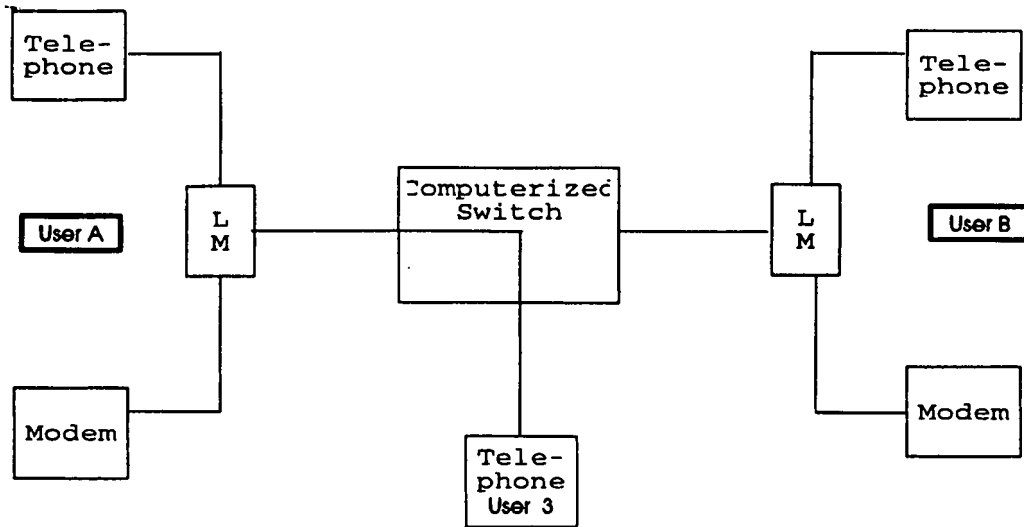 Tele-
phone
Tele-
phone
Computerized
Switch
L
M
L
M
User A
User B
Modem
Modem
Tele-
phone
User 3